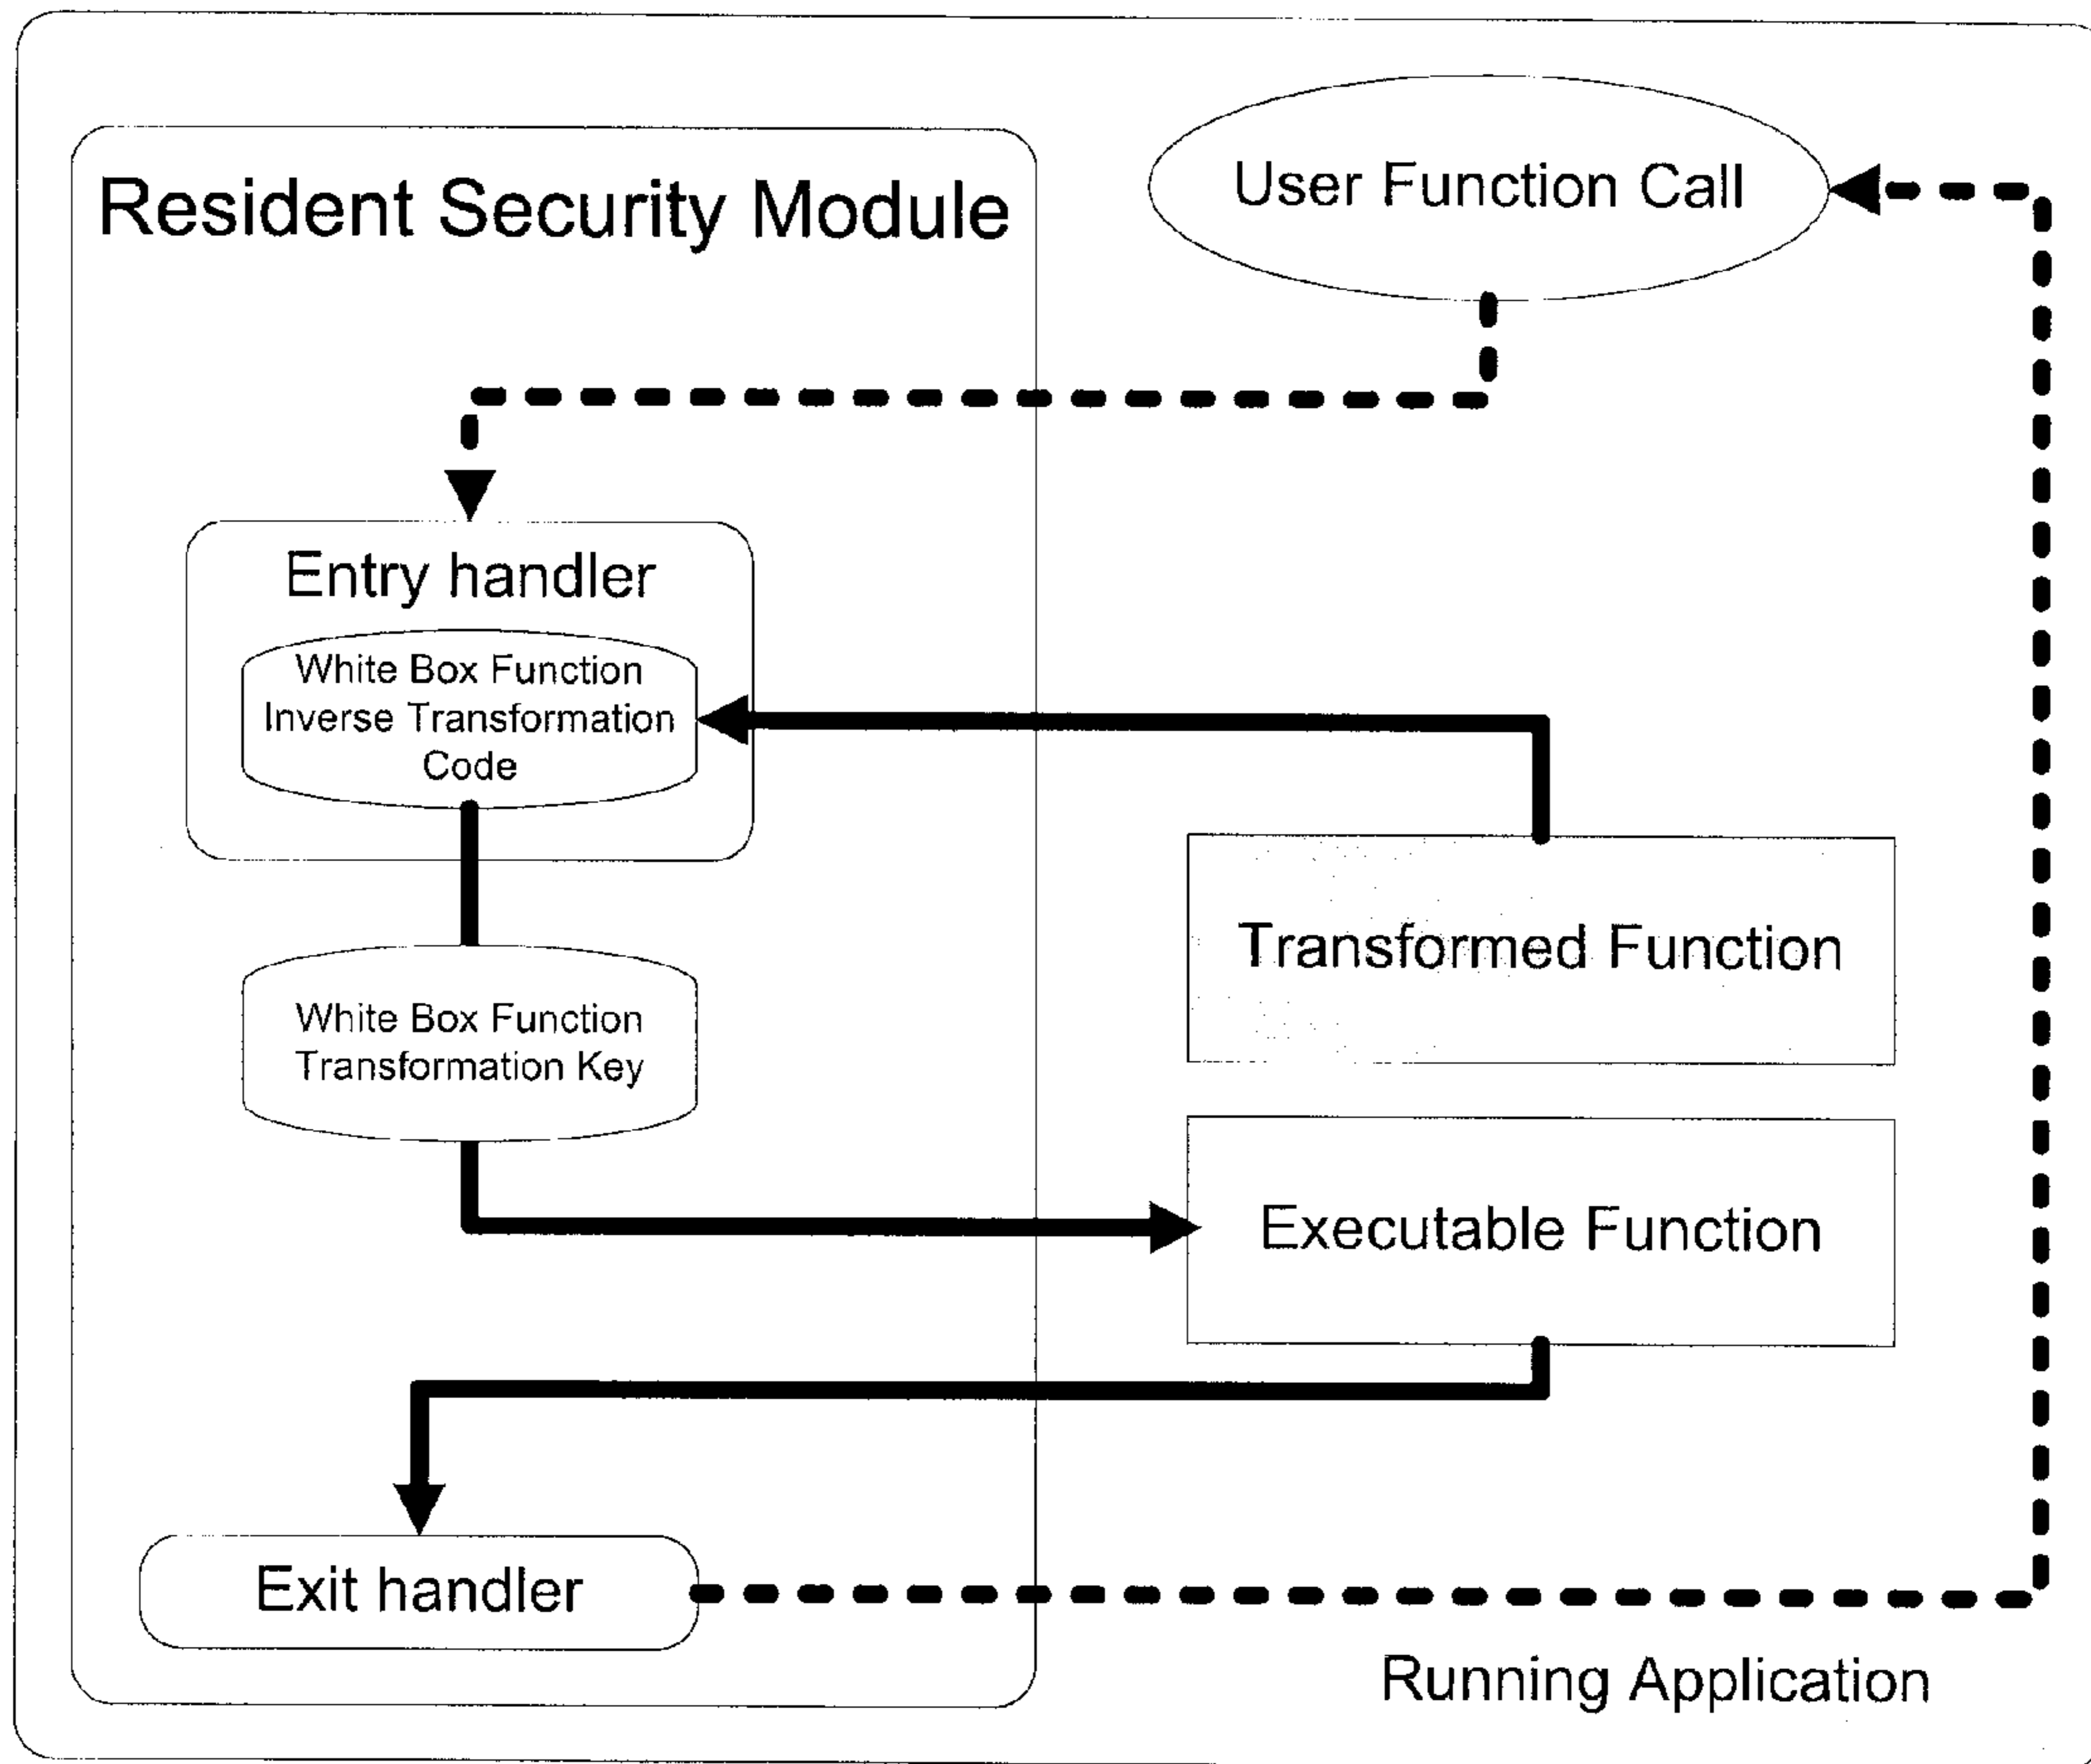 Resident Security Module
User Function Call
Entry handler
White Box Function
Inverse Transformation
Code
White Box Function
Transformation Key
Transformed Function
Executable Function
Exit handler
Running Application